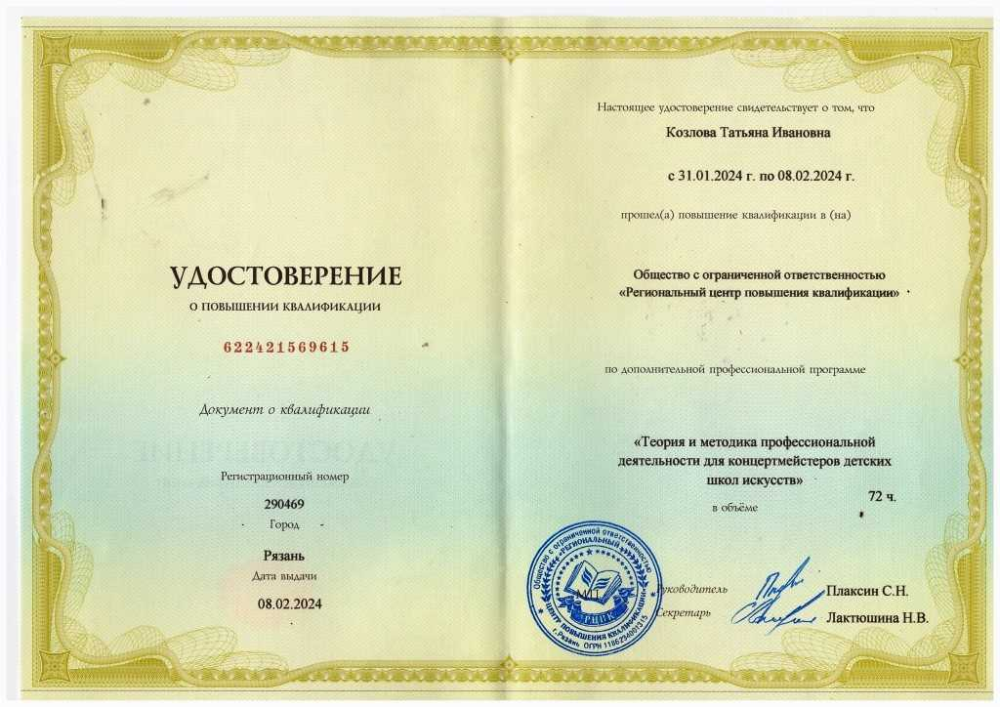 УДОСТОВЕРЕНИЕ
О ПОВЫШЕНИИ КВАЛИФИКАЦИИ
622421569615
Документ о квалификации
Регистрационный номер
290469
Город
Рязань
Дата выдачи
08.02.2024
Настоящее удостоверение свидетельствует о том, что
Козлова Татьяна Ивановна
с 31.01.2024 г. по 08.02.2024 г.
прошел(а) повышение квалификации в (на)
Общество с ограниченной ответственностью
«Региональный центр повышения квалификации»
по дополнительной профессиональной программе
«Теория и методика профессиональной
деятельности для концертмейстеров детских
школ искусств»
в объёме 72 ч.
Общество с ограниченной ответственностью
«РЕГИОНАЛЬНЫЙ
ЦЕНТР ПОВЫШЕНИЯ КВАЛИФИКАЦИИ»
г.Рязань ОГРН 1186234001315
РЦПК
М.П.
Руководитель Плаксин С.Н.
Секретарь Лактюшина Н.В.